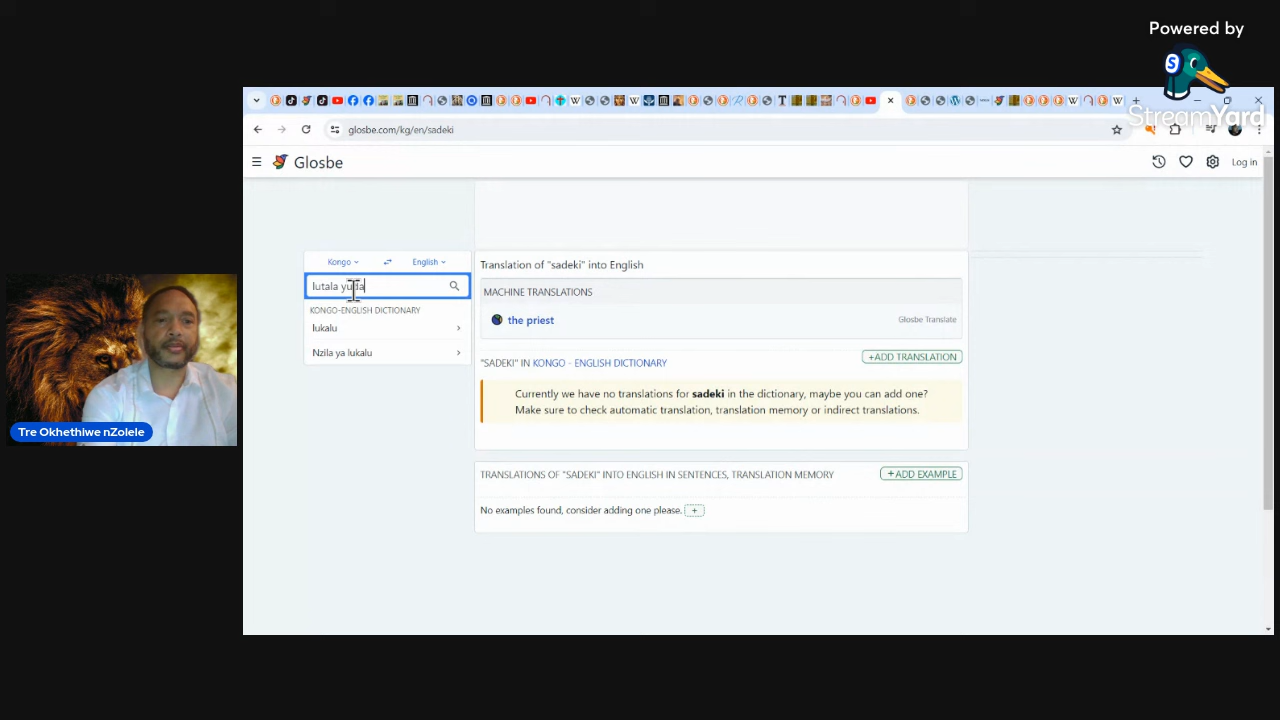 Powered by
S
StreamYard
glosbe.com/kg/en/sadeki
Glosbe
Log in
Kongo
English
lutala yuda
KONGO-ENGLISH DICTIONARY
lukalu
Nzila ya lukalu
Translation of "sadeki" into English
MACHINE TRANSLATIONS
the priest
Glosbe Translate
"SADEKI" IN KONGO - ENGLISH DICTIONARY
+ADD TRANSLATION
Currently we have no translations for sadeki in the dictionary, maybe you can add one?
Make sure to check automatic translation, translation memory or indirect translations.
TRANSLATIONS OF "SADEKI" INTO ENGLISH IN SENTENCES, TRANSLATION MEMORY
+ADD EXAMPLE
No examples found, consider adding one please. +
Tre Okhethiwe nZolele